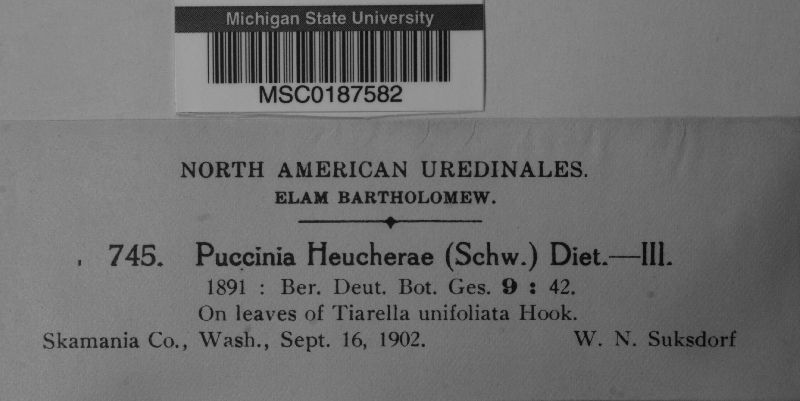 Michigan State University
MSC0187582
NORTH AMERICAN UREDINALES.
ELAM BARTHOLOMEW.
745. Puccinia Heucherae (Schw.) Diet.—III.
1891 : Ber. Deut. Bot. Ges. 9 : 42.
On leaves of Tiarella unifoliata Hook.
Skamania Co., Wash., Sept. 16, 1902. W. N. Suksdorf